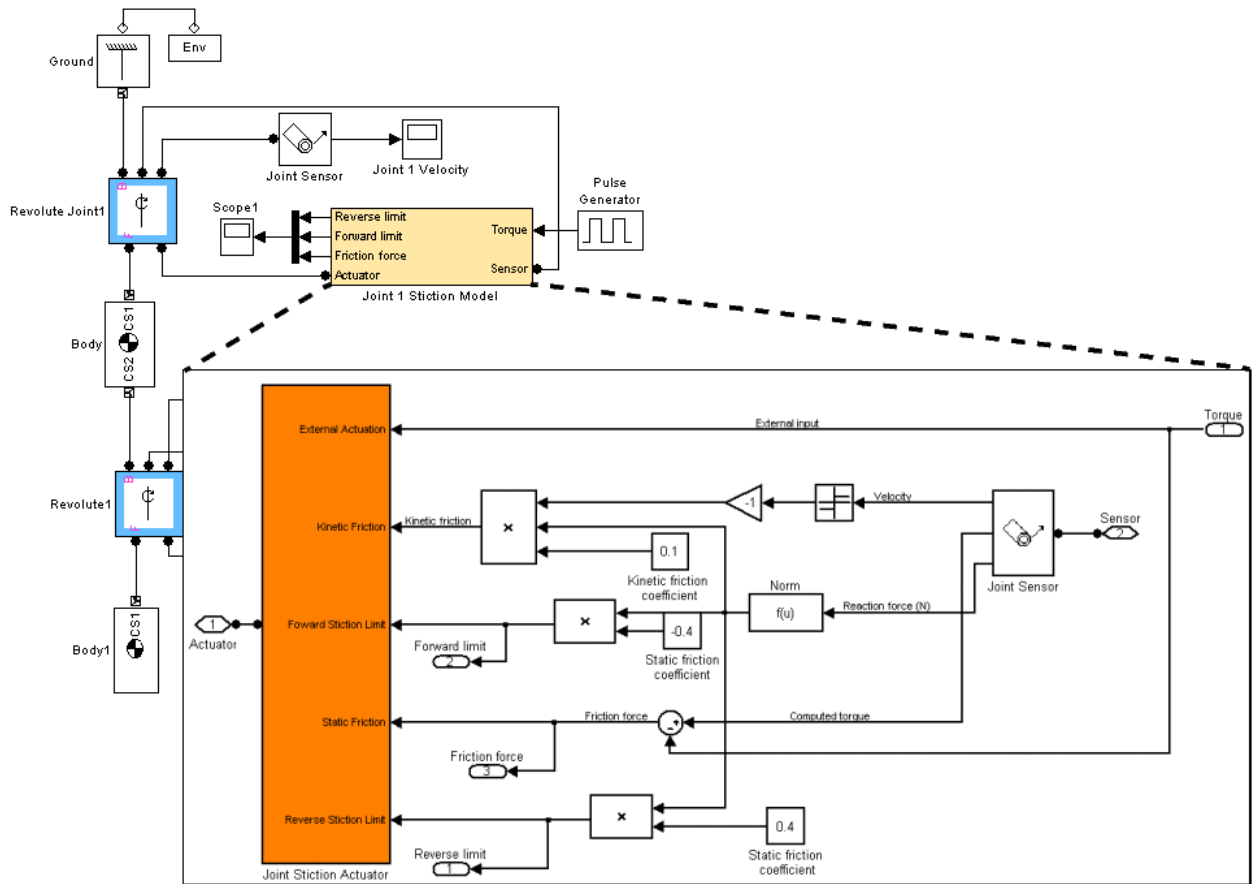 Env
Ground
Joint Sensor
Joint 1 Velocity
Pulse
Generator
Revolute Joint1
B
F
Scope1
Reverse limit
Forward limit
Friction force
Actuator
Torque
Sensor
Joint 1 Stiction Model
Body
CS1
CS2
Revolute1
B
F
Body1
CS1
External Actuation
External input
Torque
1
Kinetic Friction
Kinetic friction
×
-1
Velocity
Sensor
2
Joint Sensor
0.1
Kinetic friction
coefficient
Norm
f(u)
Reaction force (N)
1
Actuator
Foward Stiction Limit
×
-0.4
Static friction
coefficient
Forward limit
2
Static Friction
Friction force
-
+
Computed torque
Friction force
3
Reverse Stiction Limit
×
0.4
Static friction
coefficient
Reverse limit
1
Joint Stiction Actuator